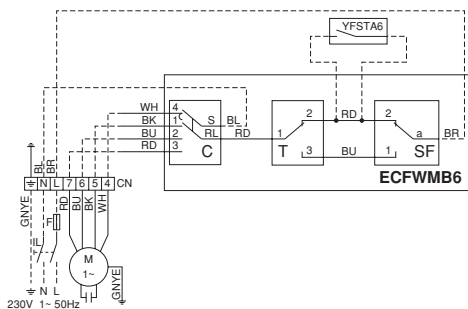 YFSTA6
WH 4
BK 1
BU 2
RD 3
S BL
RL RD
C
1 2 RD
T
3 BU
2
a BR
1 SF
ECFWMB6
BL BR
N L 7 6 5 4 CN
GNYE
RD BU BK WH
F
IL
M
1~
GNYE
N L
230V 1~ 50Hz